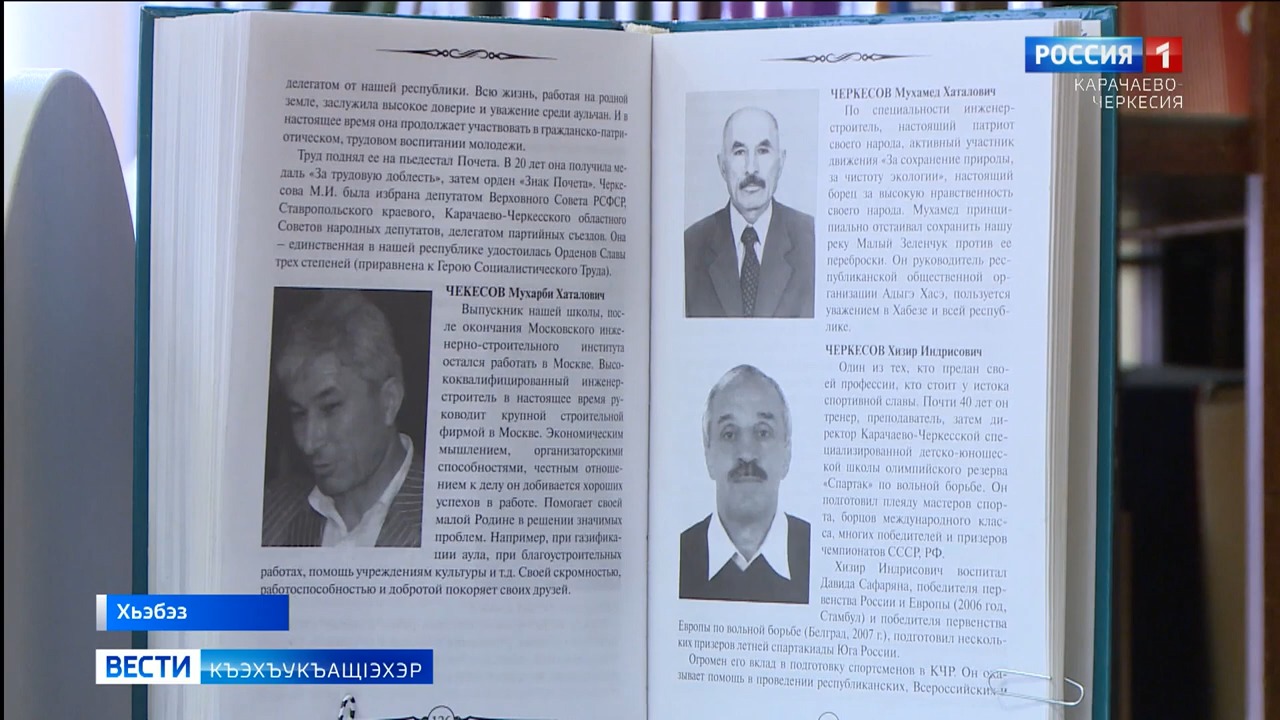 делегатом от нашей республики. Всю жизнь, работая на родной
земле, заслужила высокое доверие и уважение среди аульчан. И в
настоящее время она продолжает участвовать в гражданско-патри-
отическом, трудовом воспитании молодежи.
Труд поднял ее на пьедестал Почета. В 20 лет она получила ме-
даль «За трудовую доблесть», затем орден «Знак Почета». Черке-
сова М.И. была избрана депутатом Верховного Совета РСФСР,
Ставропольского краевого, Карачаево-Черкесского областного
Советов народных депутатов, делегатом партийных съездов. Она
– единственная в нашей республике удостоилась Орденов Славы
трех степеней (приравнена к Герою Социалистического Труда).
ЧЕКЕСОВ Мухарби Хаталович
Выпускник нашей школы, пос-
ле окончания Московского инже-
нерно-строительного института
остался работать в Москве. Высо-
коквалифицированный инженер-
строитель в настоящее время ру-
ководит крупной строительной
фирмой в Москве. Экономическим
мышлением, организаторскими
способностями, честным отноше-
нием к делу он добивается хороших
успехов в работе. Помогает своей
малой Родине в решении значимых
проблем. Например, при газифика-
ции аула, при благоустроительных
работах, помощь учреждениям культуры и т.д. Своей скромностью,
работоспособностью и добротой покоряет своих друзей.
ЧЕРКЕСОВ Мухамед Хаталович
По специальности инженер-
строитель, настоящий патриот
своего народа, активный участник
движения «За сохранение природы,
за чистоту экологии», настоящий
борец за высокую нравственность
своего народа. Мухамед принци-
пиально отстаивал сохранить нашу
реку Малый Зеленчук против ее
переброски. Он руководитель рес-
публиканской общественной ор-
ганизации Адыгэ Хасэ, пользуется
уважением в Хабезе и всей респуб-
лике.
ЧЕРКЕСОВ Хизир Индрисович
Один из тех, кто предан сво-
ей профессии, кто стоит у истока
спортивной славы. Почти 40 лет он
тренер, преподаватель, затем ди-
ректор Карачаево-Черкесской спе-
циализированной детско-юношес-
кой школы олимпийского резерва
«Спартак» по вольной борьбе. Он
подготовил плеяду мастеров спор-
та, борцов международного клас-
са, многих победителей и призеров
чемпионатов СССР, РФ.
Хизир Индрисович воспитал
Давида Сафаряна, победителя пер-
венства России и Европы (2006 год,
Стамбул) и победителя первенства
Европы по вольной борьбе (Белград, 2007 г.), подготовил несколь-
ких призеров летней спартакиады Юга России.
Огромен его вклад в подготовку спортсменов в КЧР. Он ока-
зывает помощь в проведении республиканских, Всероссийских и
РОССИЯ 1
КАРАЧАЕВО-
ЧЕРКЕСИЯ
Хьэбэз
ВЕСТИ КЪЭХЪУКЪАЩӀЭХЭР